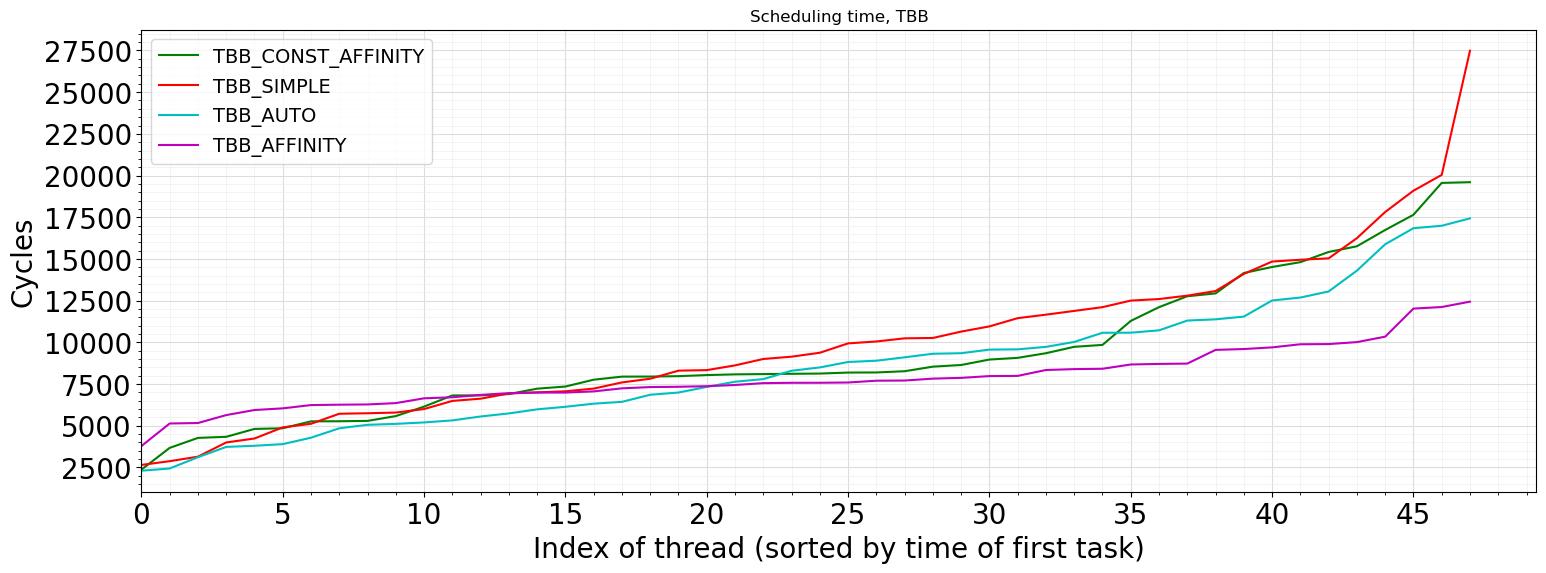 Scheduling time, TBB
27500
25000
22500
20000
17500
15000
12500
10000
7500
5000
2500
Cycles
TBB_CONST_AFFINITY
TBB_SIMPLE
TBB_AUTO
TBB_AFFINITY
0 5 10 15 20 25 30 35 40 45
Index of thread (sorted by time of first task)